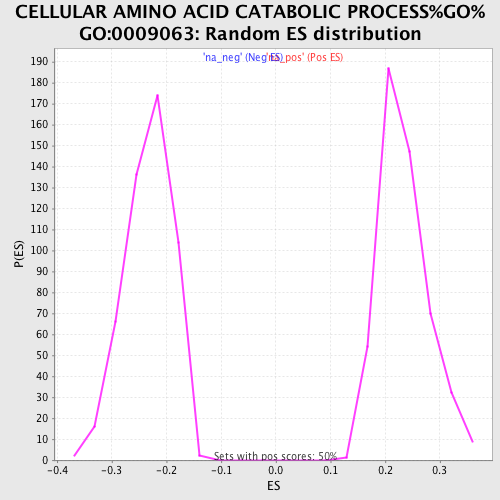 CELLULAR AMINO ACID CATABOLIC PROCESS%GO%
GO:0009063: Random ES distribution
'na_neg' (Neg ES)
'na_pos' (Pos ES)
190
180
170
160
150
140
130
120
110
100
90
80
70
60
50
40
30
20
10
0
P(ES)
Sets with pos scores: 50%
-0.4 -0.3 -0.2 -0.1 0.0 0.1 0.2 0.3
ES